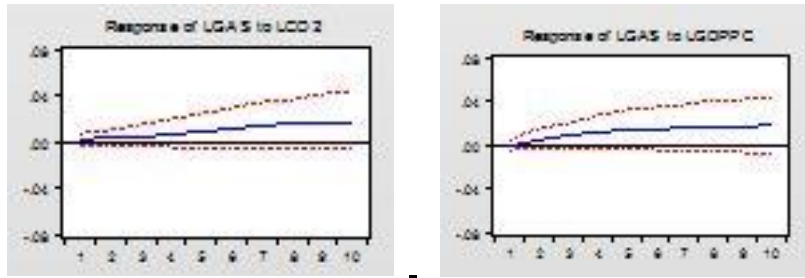 Response of LGAS to LCO2
.08
.04
.00
-.04
-.08
1 2 3 4 5 6 7 8 9 10
Response of LGAS to LGDPPC
.08
.04
.00
-.04
-.08
1 2 3 4 5 6 7 8 9 10